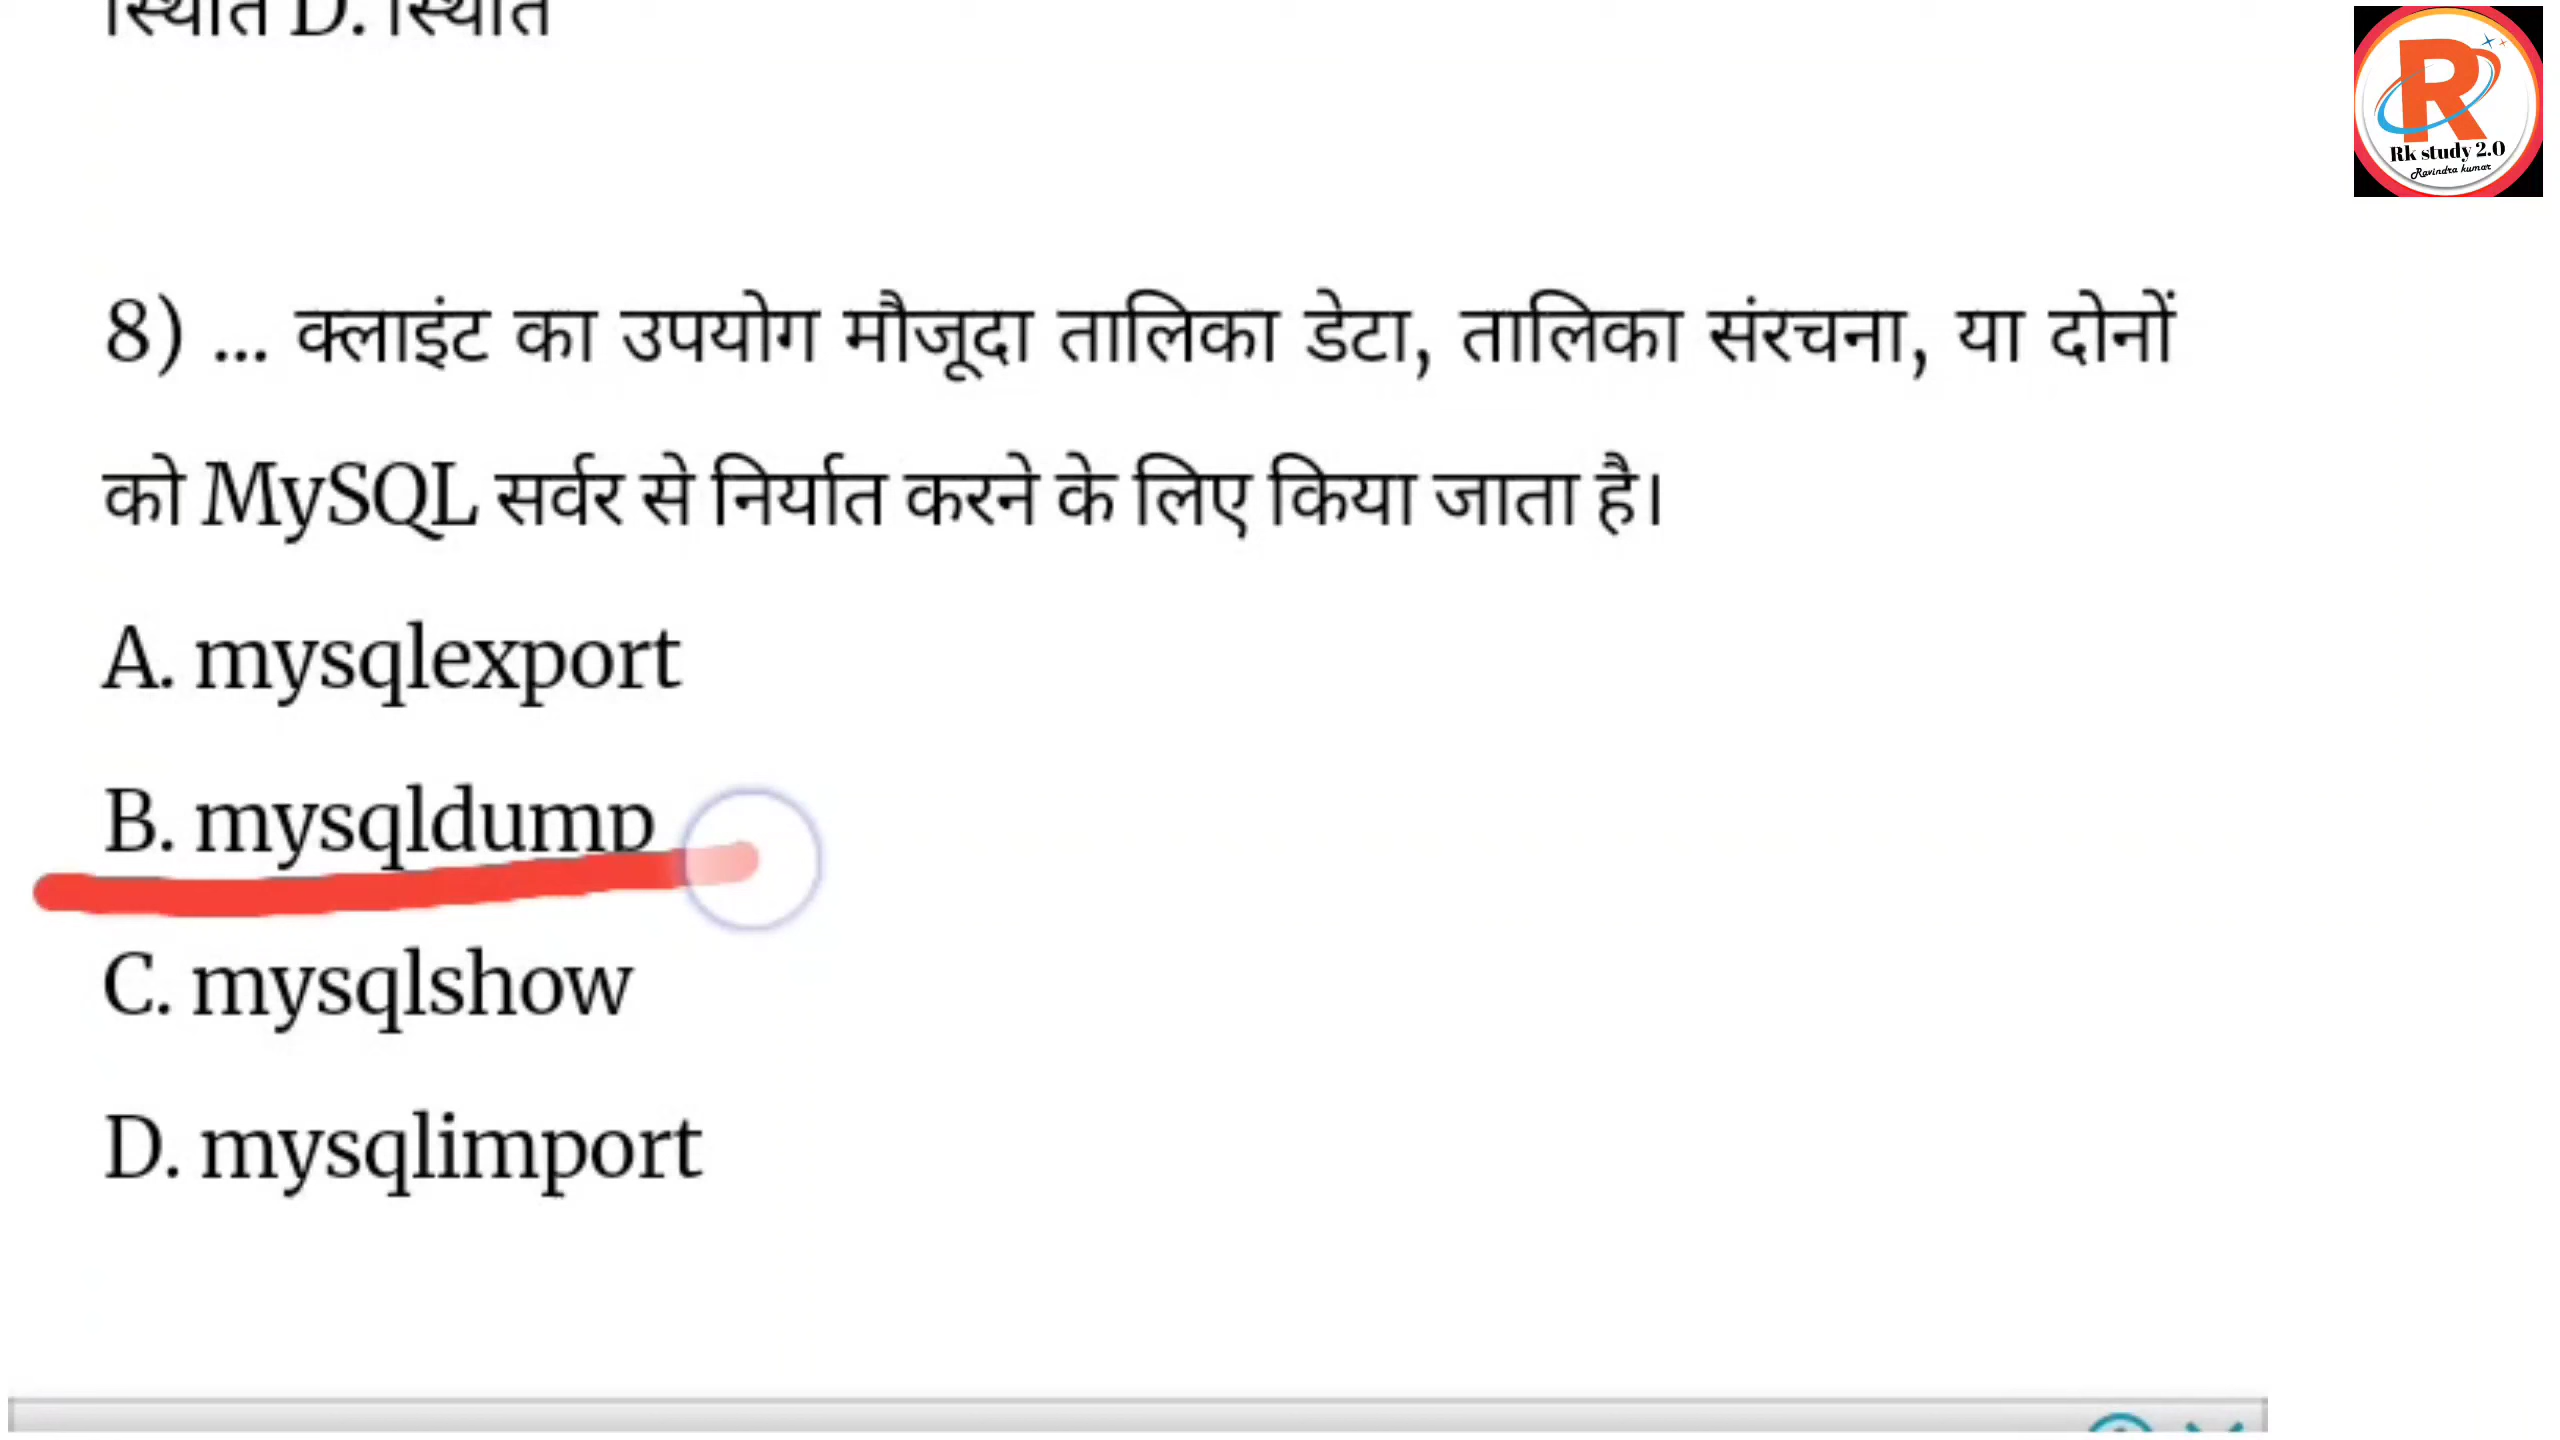 स्थिति D. स्थिति
Rk study 2.0
Ravindra kumar
8) ... क्लाइंट का उपयोग मौजूदा तालिका डेटा, तालिका संरचना, या दोनों
को MySQL सर्वर से निर्यात करने के लिए किया जाता है।
A. mysqlexport
B. mysqldump
C. mysqlshow
D. mysqlimport